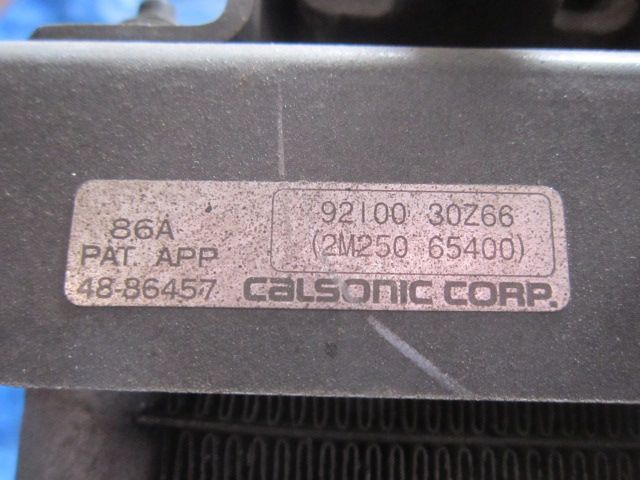 86A
PAT. APP
48-86457
92100 30Z66
(2M250 65400)
CALSONIC CORP.